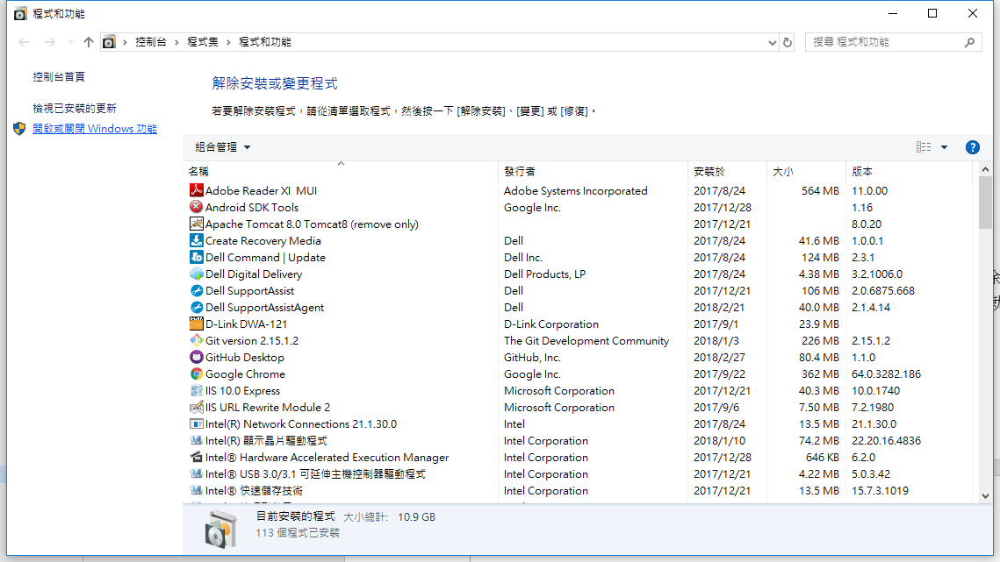 程式和功能
控制台 › 程式集 › 程式和功能
搜尋 程式和功能
控制台首頁
檢視已安裝的更新
開啟或關閉 Windows 功能
解除安裝或變更程式
若要解除安裝程式，請從清單選取程式，然後按一下 [解除安裝]、[變更] 或 [修復]。
組合管理
名稱 發行者 安裝於 大小 版本
Adobe Reader XI  MUI Adobe Systems Incorporated 2017/8/24 564 MB 11.0.00
Android SDK Tools Google Inc. 2017/12/28 1.16
Apache Tomcat 8.0 Tomcat8 (remove only) 2017/12/21 8.0.20
Create Recovery Media Dell 2017/8/24 41.6 MB 1.0.0.1
Dell Command | Update Dell Inc. 2017/8/24 124 MB 2.3.1
Dell Digital Delivery Dell Products, LP 2017/8/24 4.38 MB 3.2.1006.0
Dell SupportAssist Dell 2017/12/21 106 MB 2.0.6875.668
Dell SupportAssistAgent Dell 2018/2/21 40.0 MB 2.1.4.14
D-Link DWA-121 D-Link Corporation 2017/9/1 23.9 MB
Git version 2.15.1.2 The Git Development Community 2018/1/3 226 MB 2.15.1.2
GitHub Desktop GitHub, Inc. 2018/2/27 80.4 MB 1.1.0
Google Chrome Google Inc. 2017/9/22 362 MB 64.0.3282.186
IIS 10.0 Express Microsoft Corporation 2017/12/21 40.3 MB 10.0.1740
IIS URL Rewrite Module 2 Microsoft Corporation 2017/9/6 7.50 MB 7.2.1980
Intel(R) Network Connections 21.1.30.0 Intel 2017/8/24 13.5 MB 21.1.30.0
Intel(R) 顯示晶片驅動程式 Intel Corporation 2018/1/10 74.2 MB 22.20.16.4836
Intel® Hardware Accelerated Execution Manager Intel Corporation 2017/12/28 646 KB 6.2.0
Intel® USB 3.0/3.1 可延伸主機控制器驅動程式 Intel Corporation 2017/12/21 4.22 MB 5.0.3.42
Intel® 快速儲存技術 Intel Corporation 2017/12/21 13.5 MB 15.7.3.1019
目前安裝的程式 大小總計: 10.9 GB
113 個程式已安裝